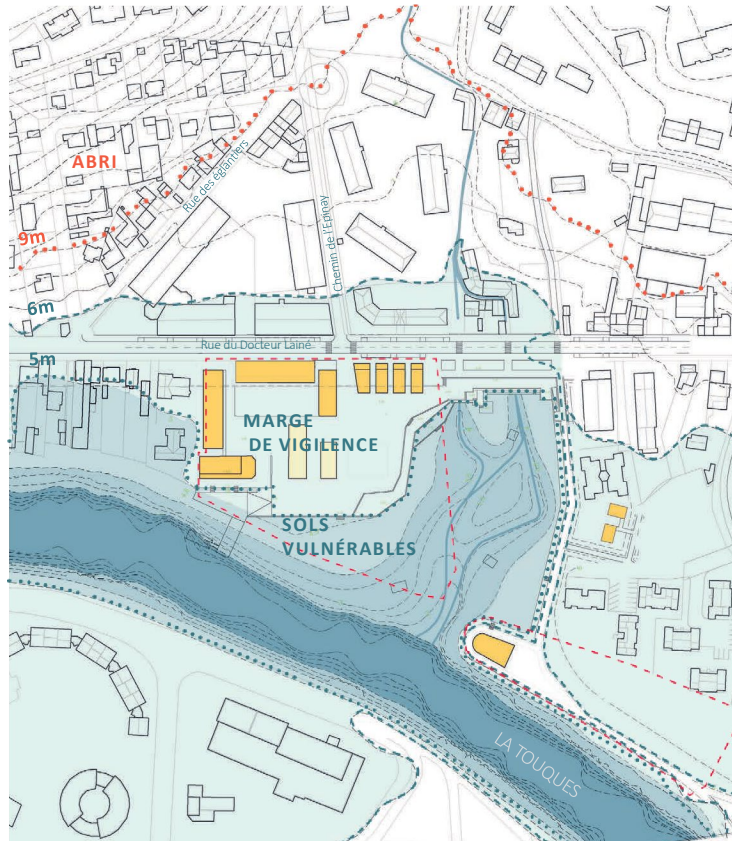 ABRI
Rue des églantiers
9m
Chemin de l'Epinay
6m
Rue du Docteur Lainé
5m
MARGE
DE VIGILENCE
SOLS
VULNÉRABLES
LA TOUQUES